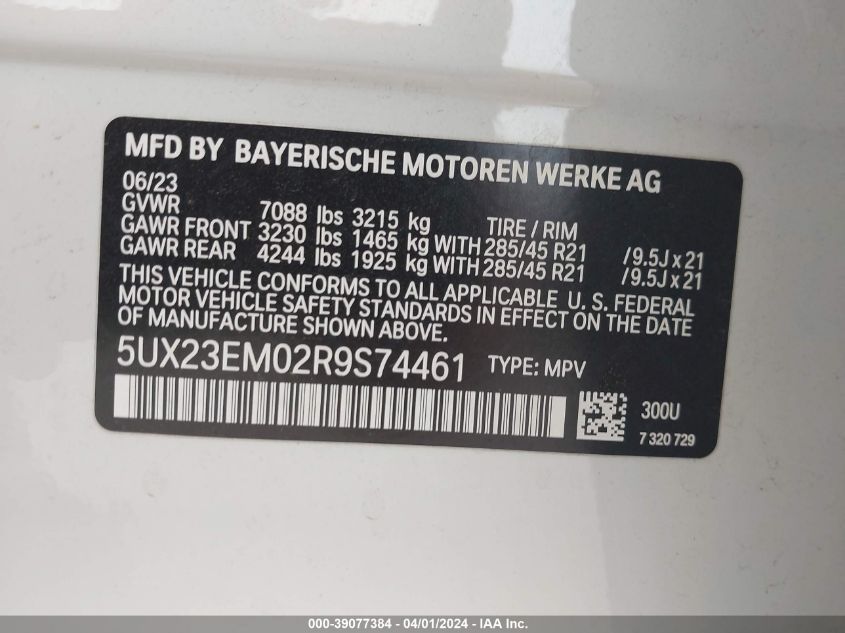 MFD BY BAYERISCHE MOTOREN WERKE AG
06/23
GVWR 7088 lbs 3215 kg TIRE / RIM
GAWR FRONT 3230 lbs 1465 kg WITH 285/45 R21 /9.5J x 21
GAWR REAR 4244 lbs 1925 kg WITH 285/45 R21 /9.5J x 21
THIS VEHICLE CONFORMS TO ALL APPLICABLE U. S. FEDERAL
MOTOR VEHICLE SAFETY STANDARDS IN EFFECT ON THE DATE
OF MANUFACTURE SHOWN ABOVE.
5UX23EM02R9S74461 TYPE: MPV
300U
7 320 729
000-39077384 / 04/01/2024 - IAA Inc.